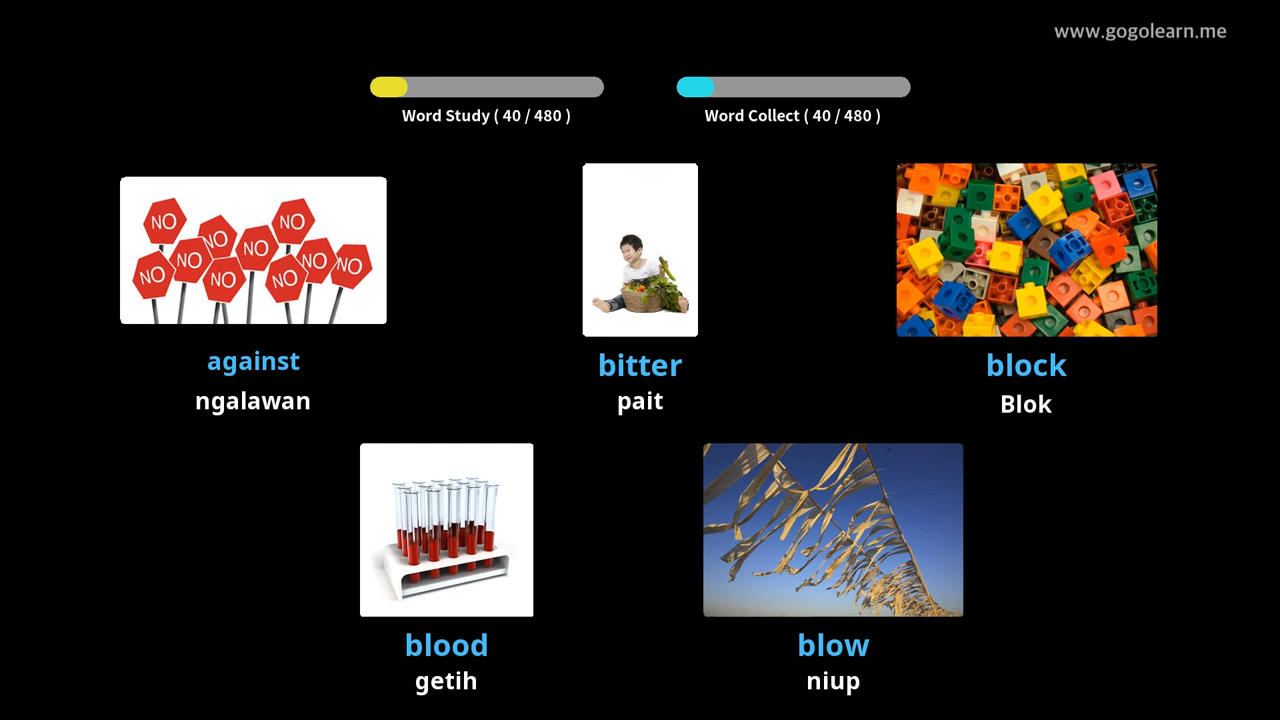 www.gogolearn.me
Word Study ( 40 / 480 )
Word Collect ( 40 / 480 )
NO NO NO NO NO NO NO NO NO NO
against
ngalawan
bitter
pait
block
Blok
blood
getih
blow
niup